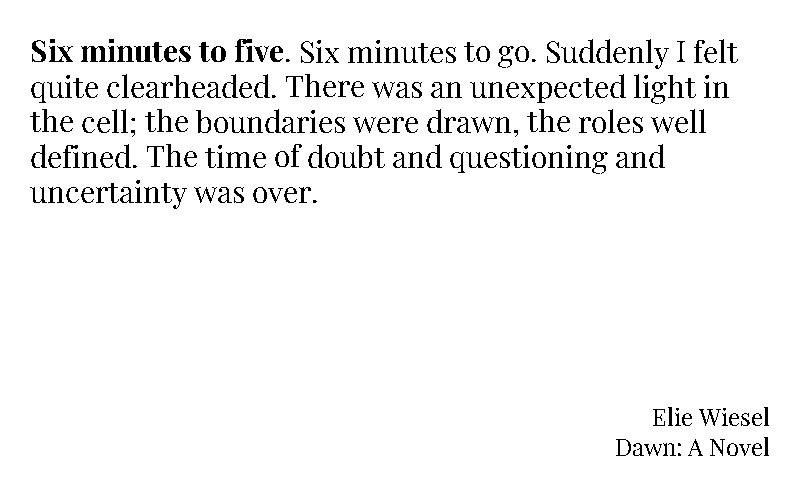 Six minutes to five. Six minutes to go. Suddenly I felt
quite clearheaded. There was an unexpected light in
the cell; the boundaries were drawn, the roles well
defined. The time of doubt and questioning and
uncertainty was over.
Elie Wiesel
Dawn: A Novel